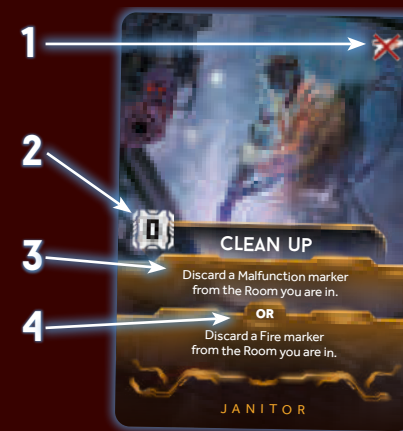 1
2
0
CLEAN UP
3
Discard a Malfunction marker
from the Room you are in.
4
OR
Discard a Fire marker
from the Room you are in.
JANITOR